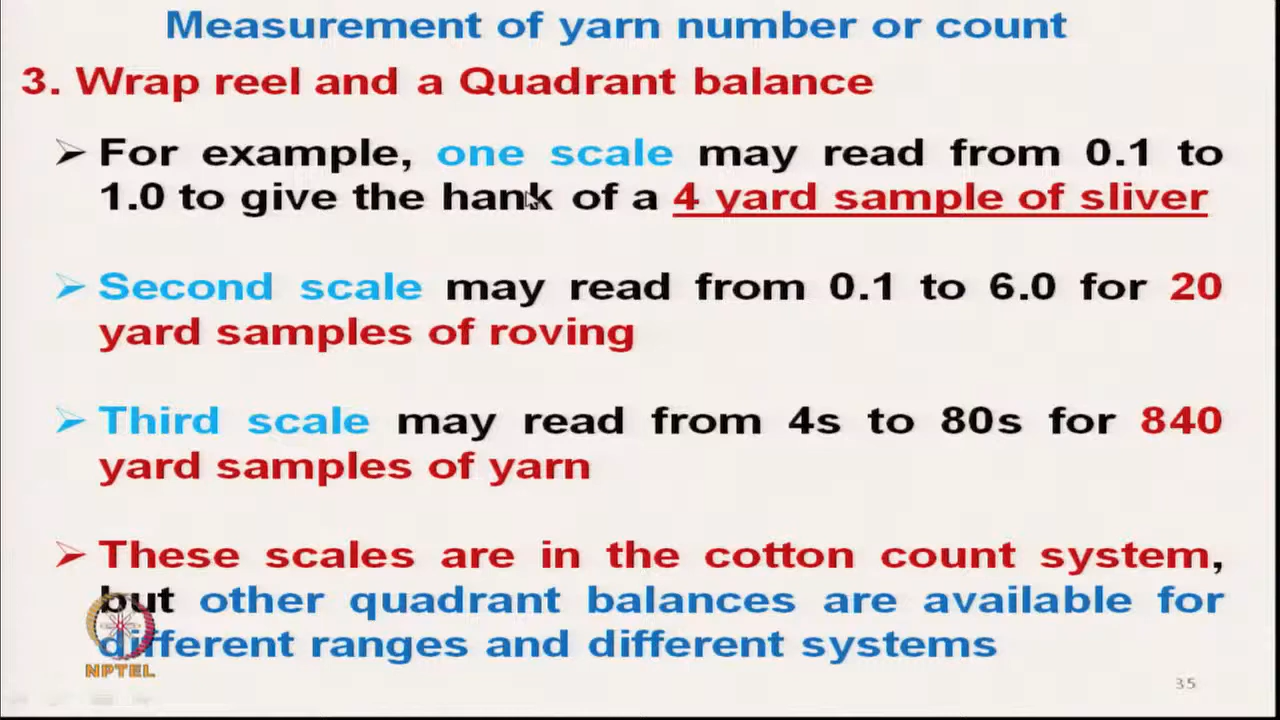 Measurement of yarn number or count
3. Wrap reel and a Quadrant balance
➢ For example, one scale may read from 0.1 to
1.0 to give the hank of a 4 yard sample of sliver
➢ Second scale may read from 0.1 to 6.0 for 20
yard samples of roving
➢ Third scale may read from 4s to 80s for 840
yard samples of yarn
➢ These scales are in the cotton count system,
but other quadrant balances are available for
different ranges and different systems
NPTEL
35